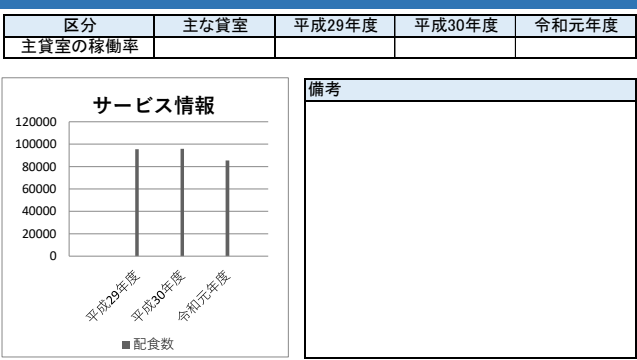 区分 主な貸室 平成29年度 平成30年度 令和元年度
主貸室の稼働率
サービス情報
120000
100000
80000
60000
40000
20000
0
平成29年度 平成30年度 令和元年度
配食数
備考